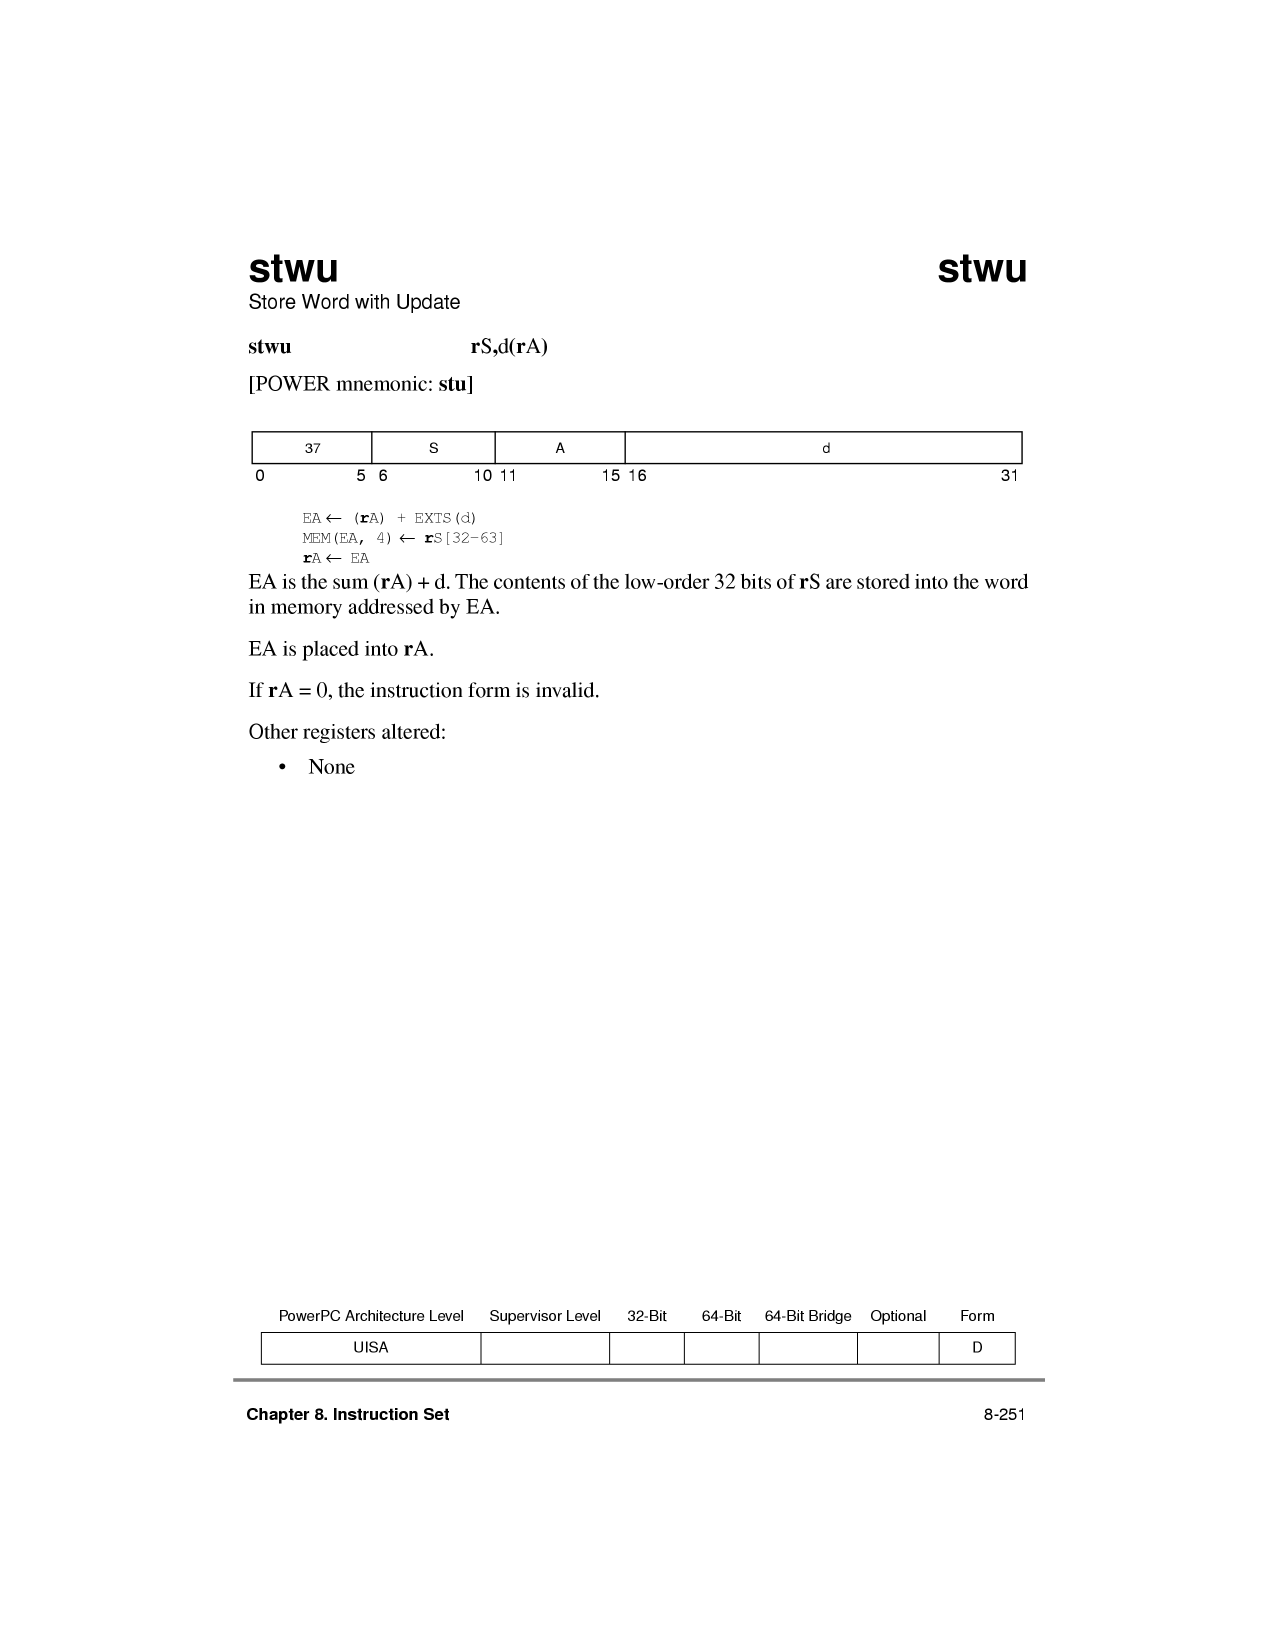 stwu stwu
Store Word with Update
stwu rS,d(rA)
[POWER mnemonic: stu]
37 S A d
0 5 6 10 11 15 16 31
EA ← (rA) + EXTS(d)
MEM(EA, 4) ← rS[32–63]
rA ← EA
EA is the sum (rA) + d. The contents of the low-order 32 bits of rS are stored into the word
in memory addressed by EA.
EA is placed into rA.
If rA = 0, the instruction form is invalid.
Other registers altered:
• None
PowerPC Architecture Level Supervisor Level 32-Bit 64-Bit 64-Bit Bridge Optional Form
UISA D
Chapter 8. Instruction Set 8-251